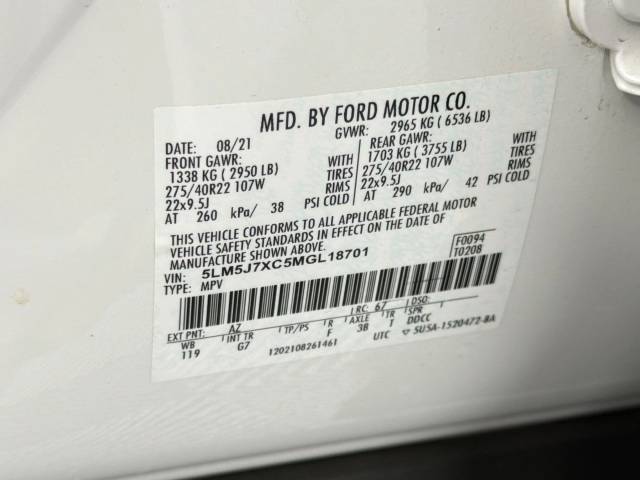 MFD. BY FORD MOTOR CO.
DATE: 08/21 GVWR: 2965 KG ( 6536 LB)
FRONT GAWR: REAR GAWR:
1338 KG ( 2950 LB) WITH 1703 KG ( 3755 LB) WITH
275/40R22 107W TIRES 275/40R22 107W TIRES
22x9.5J RIMS 22x9.5J RIMS
AT 260 kPa/ 38 PSI COLD AT 290 kPa/ 42 PSI COLD
THIS VEHICLE CONFORMS TO ALL APPLICABLE FEDERAL MOTOR
VEHICLE SAFETY STANDARDS IN EFFECT ON THE DATE OF
MANUFACTURE SHOWN ABOVE. F0094
VIN: 5LM5J7XC5MGL18701 T0208
TYPE: MPV
EXT PNT: AZ RC: 67 DSO:
WB INT TR TP/PS R AXLE TR SPR
119 G7 F 3B T DDCC
1202108261461 UTC 5U5A-1520472-BA